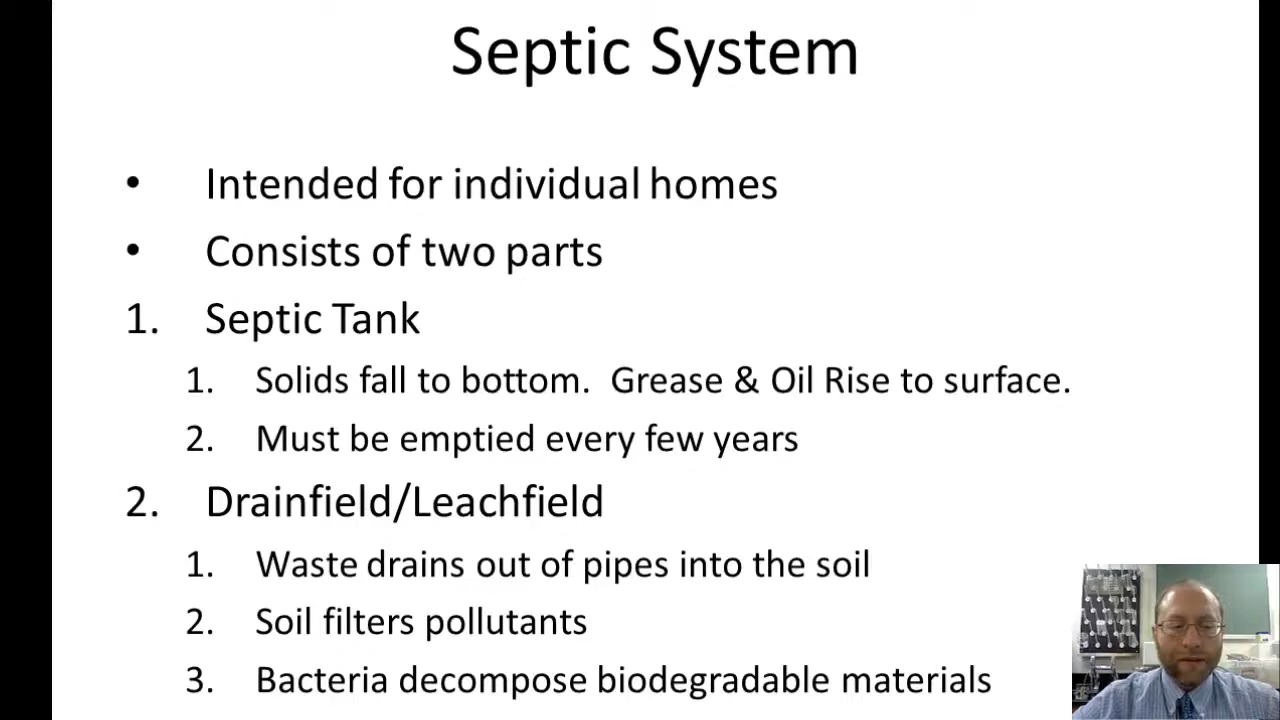 Septic System
• Intended for individual homes
• Consists of two parts
1. Septic Tank
1. Solids fall to bottom.  Grease & Oil Rise to surface.
2. Must be emptied every few years
2. Drainfield/Leachfield
1. Waste drains out of pipes into the soil
2. Soil filters pollutants
3. Bacteria decompose biodegradable materials